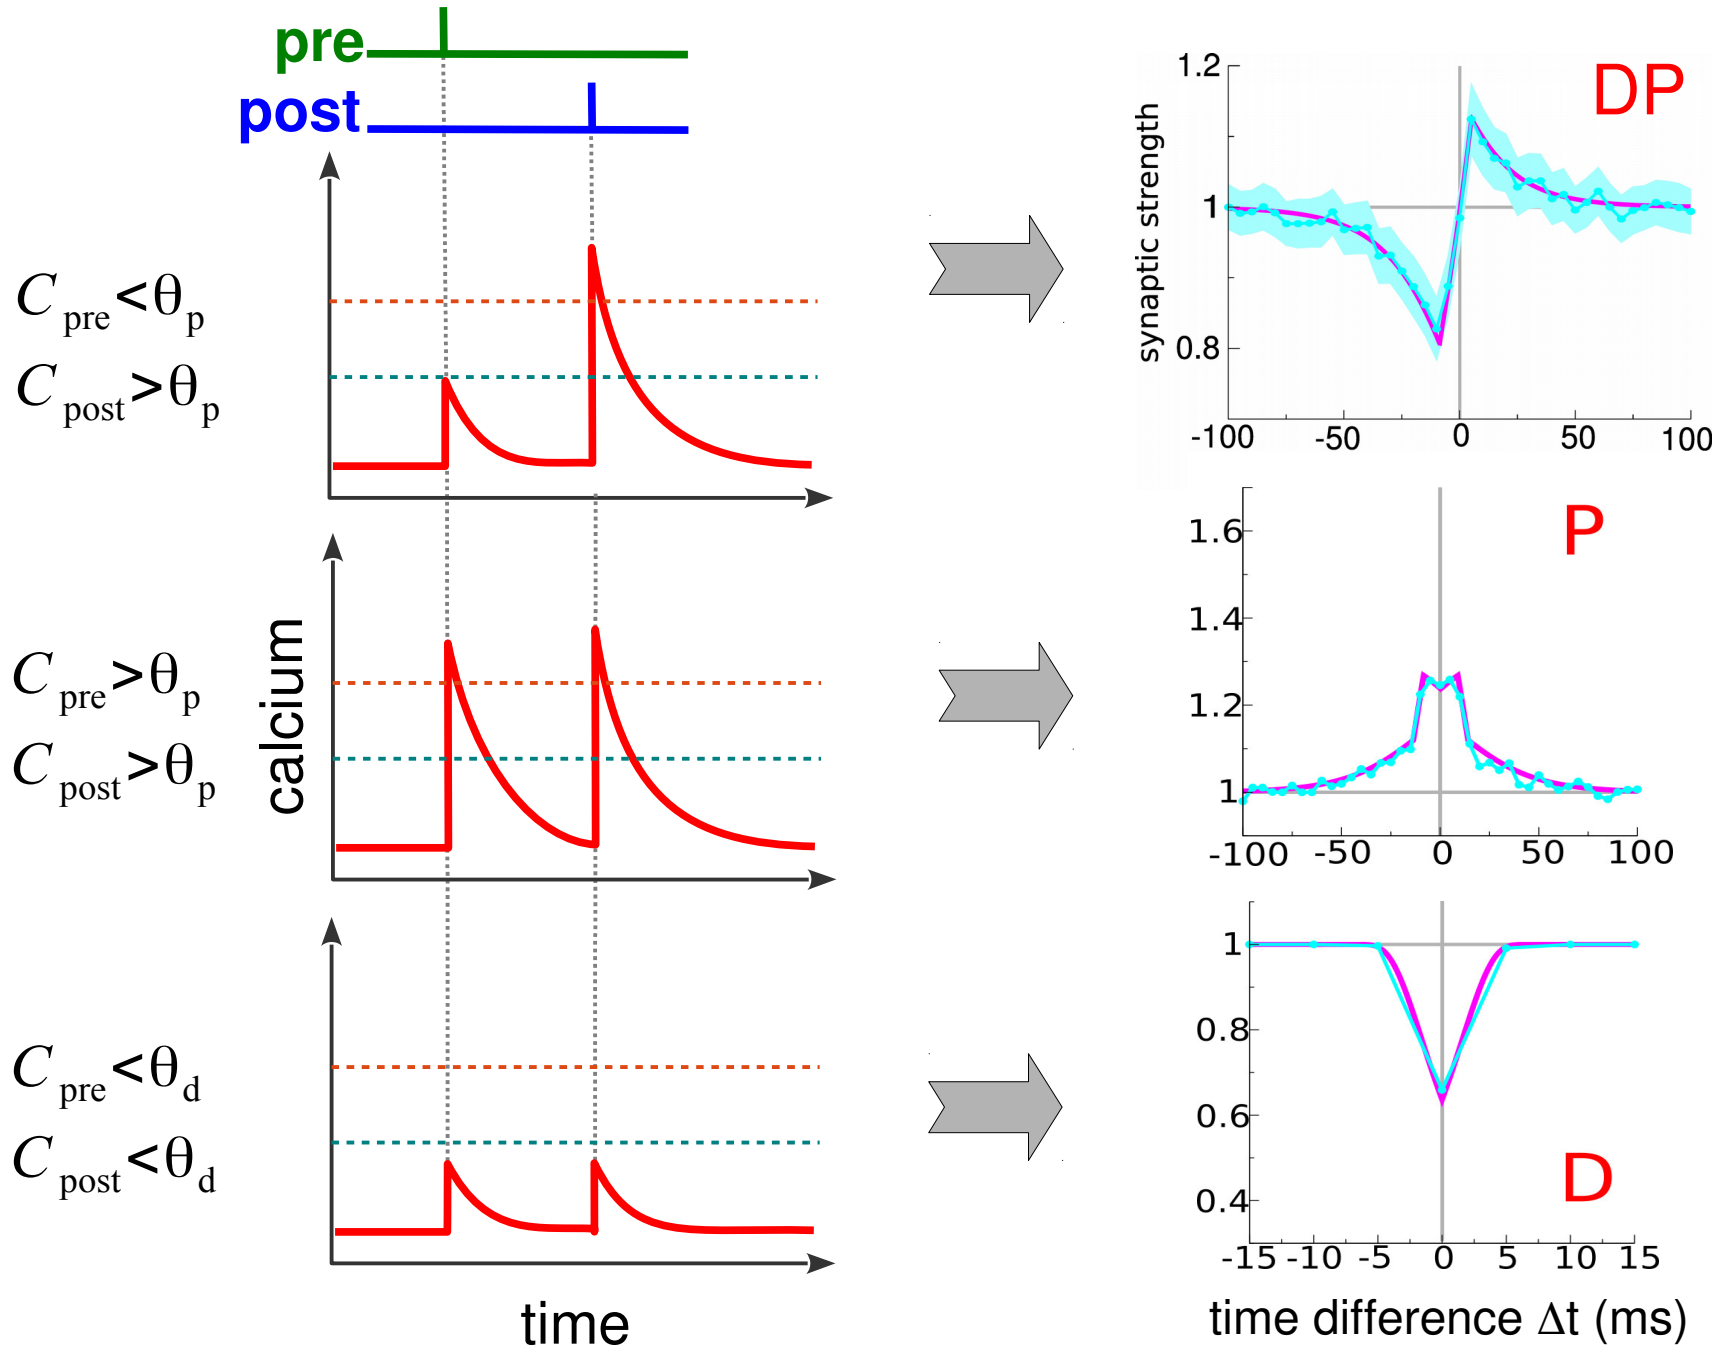 pre
post
C pre < θ p
C post > θ p
1.2
1
0.8
synaptic strength
DP
-100 -50 0 50 100
C pre > θ p
C post > θ p
calcium
1.6
1.4
1.2
1
P
-100 -50 0 50 100
C pre < θ d
C post < θ d
1
0.8
0.6
0.4
D
-15 -10 -5 0 5 10 15
time
time difference Δt (ms)